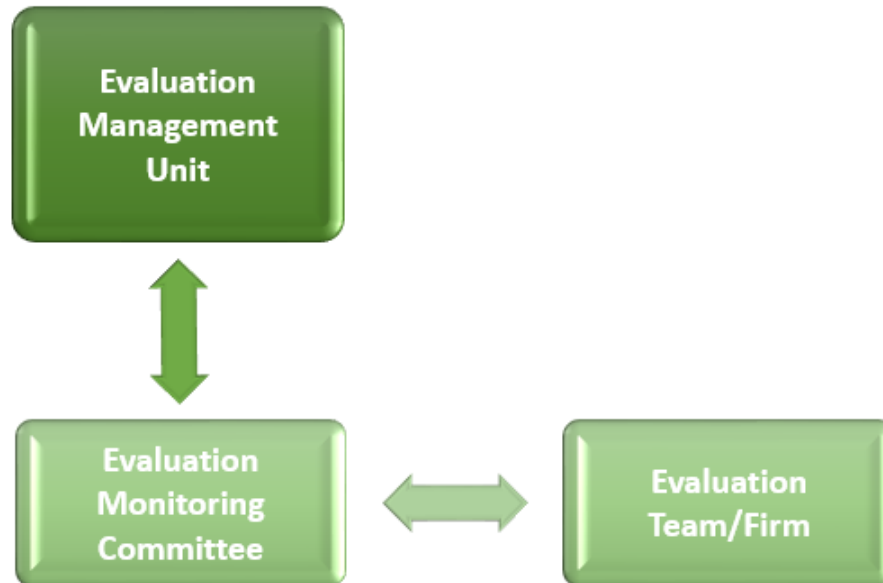 Evaluation
Management
Unit
Evaluation
Monitoring
Committee
Evaluation
Team/Firm